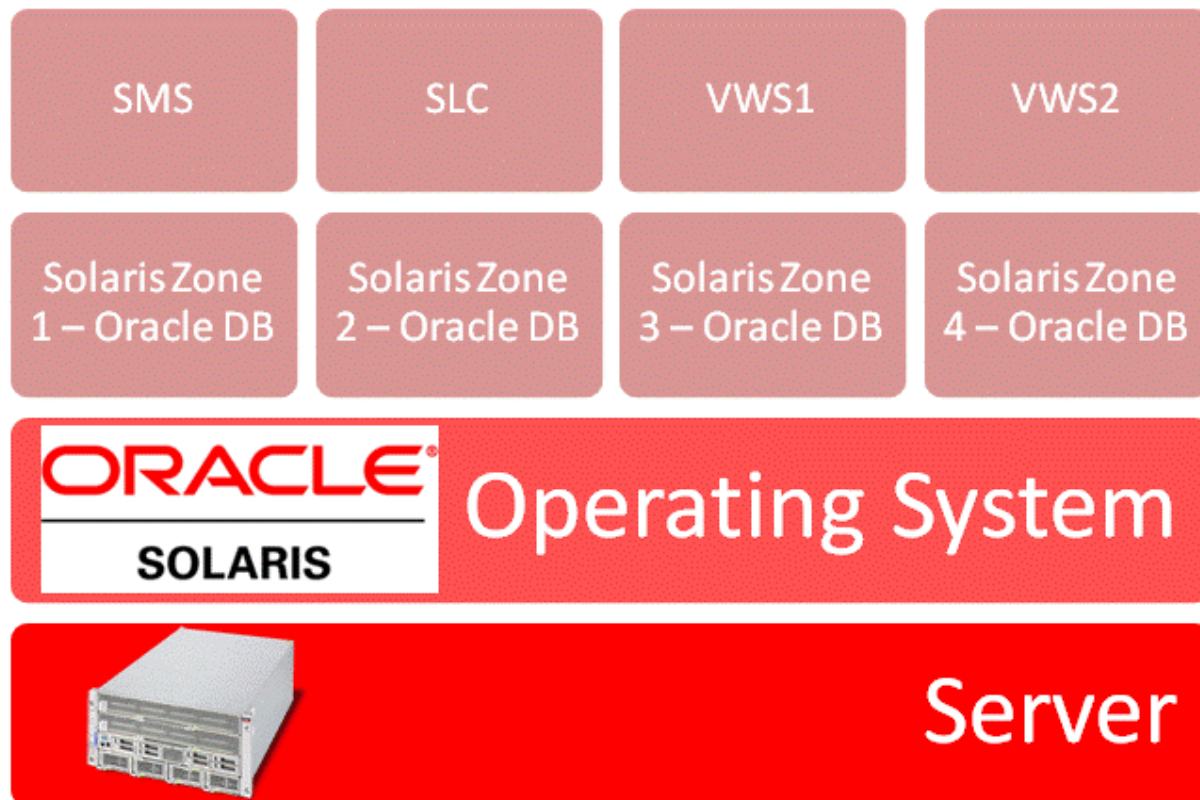 SMS
SLC
VWS1
VWS2
Solaris Zone
1 – Oracle DB
Solaris Zone
2 – Oracle DB
Solaris Zone
3 – Oracle DB
Solaris Zone
4 – Oracle DB
ORACLE®
SOLARIS
Operating System
Server